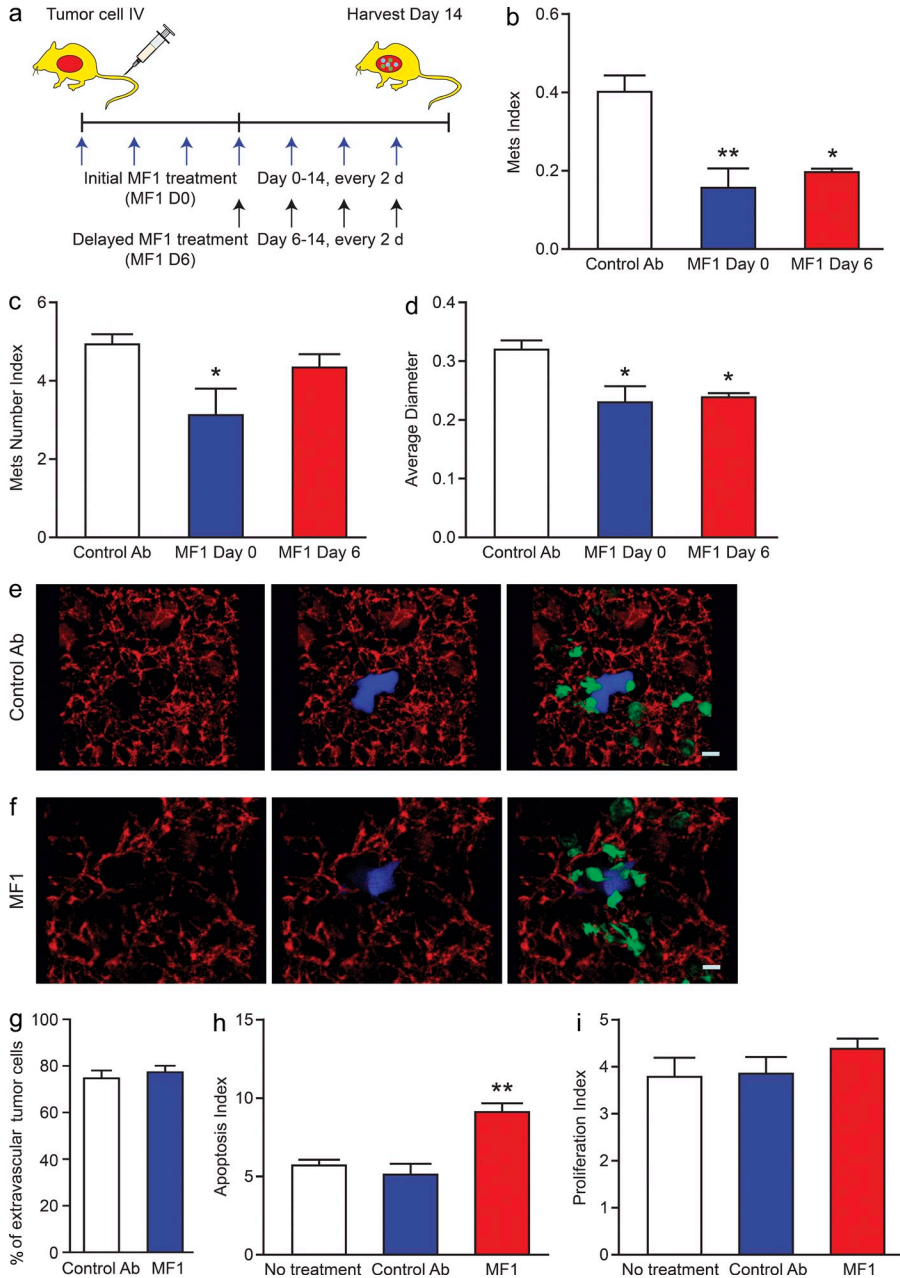 a
Tumor cell IV
Harvest Day 14
Initial MF1 treatment
(MF1 D0)
Day 0-14, every 2 d
Delayed MF1 treatment
(MF1 D6)
Day 6-14, every 2 d
b
Mets Index
0.6
0.4
0.2
0.0
**
*
Control Ab
MF1 Day 0
MF1 Day 6
c
Mets Number Index
6
4
2
0
*
Control Ab
MF1 Day 0
MF1 Day 6
d
Average Diameter
0.4
0.3
0.2
0.1
0.0
*
*
Control Ab
MF1 Day 0
MF1 Day 6
e
Control Ab
f
MF1
g
% of extravascular tumor cells
100
80
60
40
20
0
Control Ab
MF1
h
Apoptosis Index
15
10
5
0
**
No treatment
Control Ab
MF1
i
Proliferation Index
5
4
3
2
1
0
No treatment
Control Ab
MF1